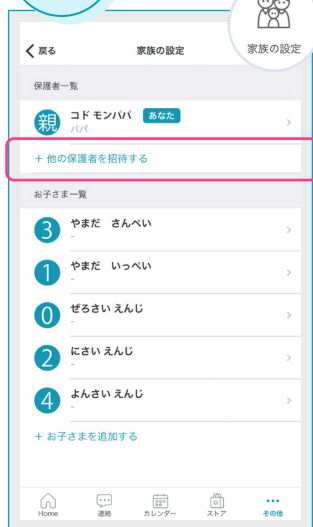 戻る
家族の設定
家族の設定
保護者一覧
親
コドモンパパ
あなた
パパ
+ 他の保護者を招待する
お子さま一覧
3
やまだ さんぺい
-
1
やまだ いっぺい
-
0
ぜろさい えんじ
-
2
にさい えんじ
-
4
よんさい えんじ
-
+ お子さまを追加する
Home
連絡
カレンダー
ストア
その他